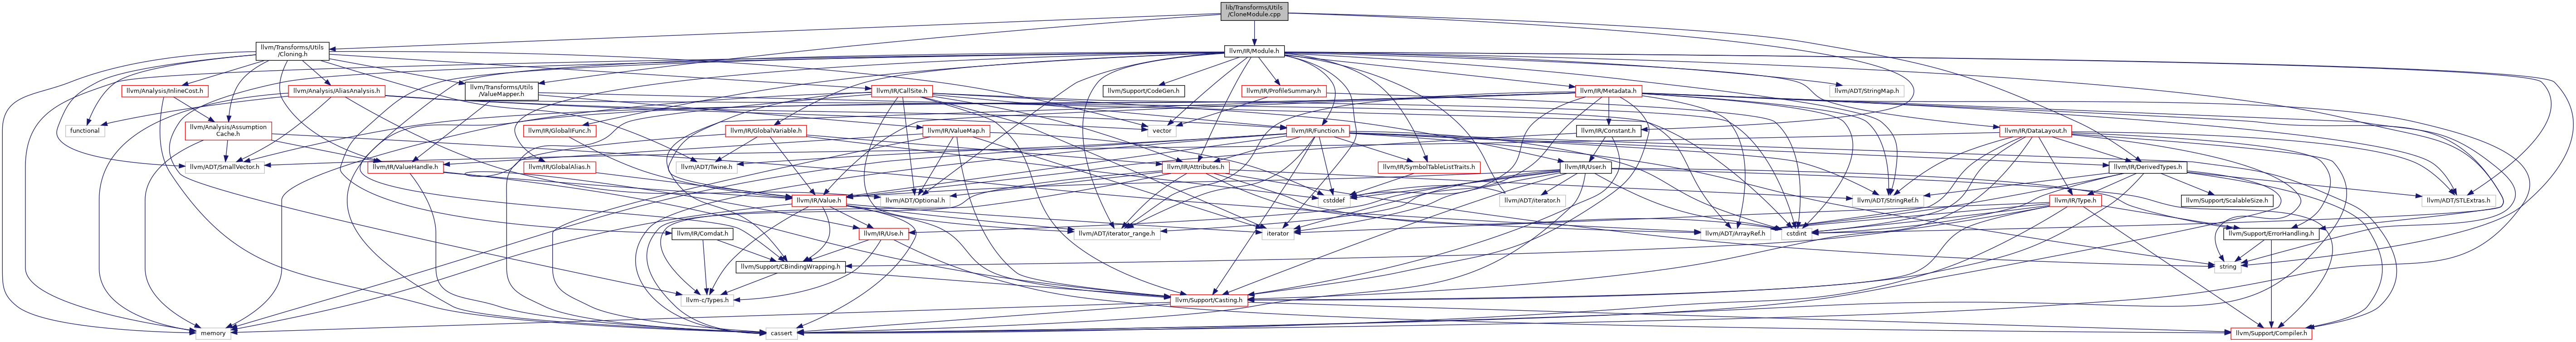 lib/Transforms/Utils
/CloneModule.cpp
llvm/Transforms/Utils
/Cloning.h
llvm/IR/Module.h
llvm/Analysis/InlineCost.h
llvm/Analysis/AliasAnalysis.h
llvm/Transforms/Utils
/ValueMapper.h
llvm/IR/CallSite.h
llvm/Support/CodeGen.h
llvm/IR/ProfileSummary.h
llvm/IR/Metadata.h
llvm/ADT/StringMap.h
functional
llvm/Analysis/Assumption
Cache.h
llvm/IR/GlobalIFunc.h
vector
llvm/IR/GlobalVariable.h
llvm/IR/ValueMap.h
llvm/IR/Function.h
llvm/IR/Constant.h
llvm/IR/DataLayout.h
llvm/ADT/SmallVector.h
llvm/IR/ValueHandle.h
llvm/IR/GlobalAlias.h
llvm/ADT/Twine.h
llvm/IR/Attributes.h
llvm/IR/SymbolTableListTraits.h
llvm/IR/User.h
llvm/IR/DerivedTypes.h
llvm/IR/Value.h
llvm/ADT/Optional.h
cstddef
llvm/ADT/iterator.h
llvm/ADT/StringRef.h
llvm/IR/Type.h
llvm/Support/ScalableSize.h
llvm/ADT/STLExtras.h
llvm/IR/Comdat.h
llvm/IR/Use.h
llvm/ADT/iterator_range.h
iterator
llvm/ADT/ArrayRef.h
cstdint
llvm/Support/ErrorHandling.h
llvm/Support/CBindingWrapping.h
string
llvm-c/Types.h
llvm/Support/Casting.h
memory
cassert
llvm/Support/Compiler.h